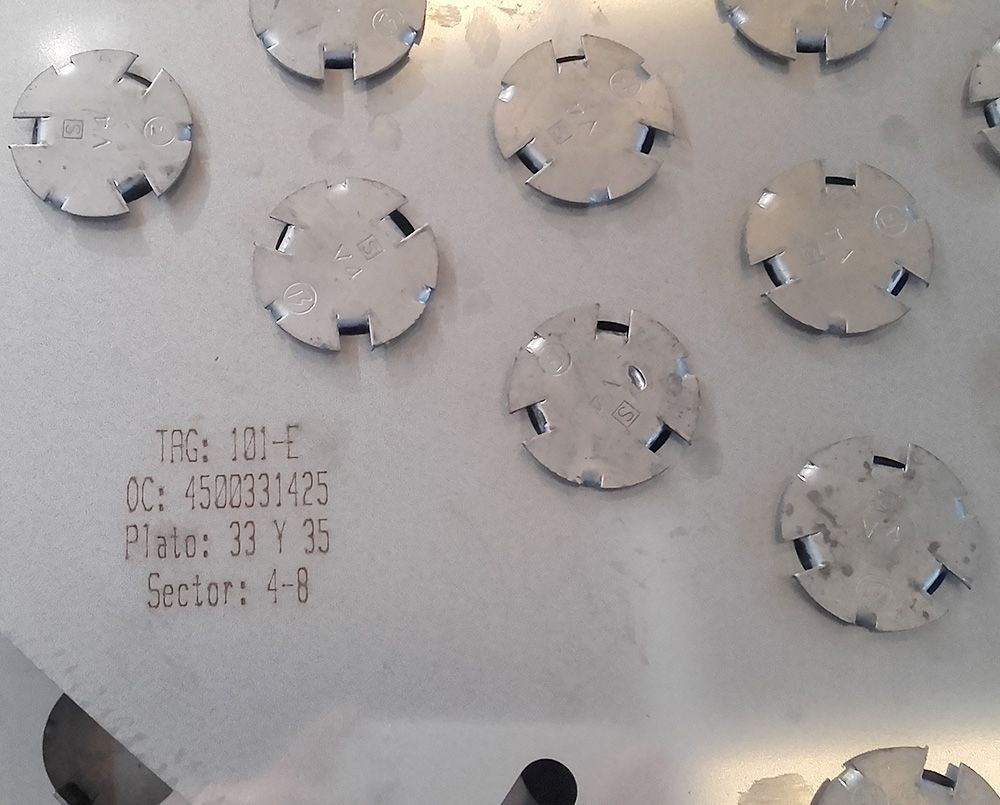 TAG: 101-E
OC: 4500331425
Plato: 33 Y 35
Sector: 4-8